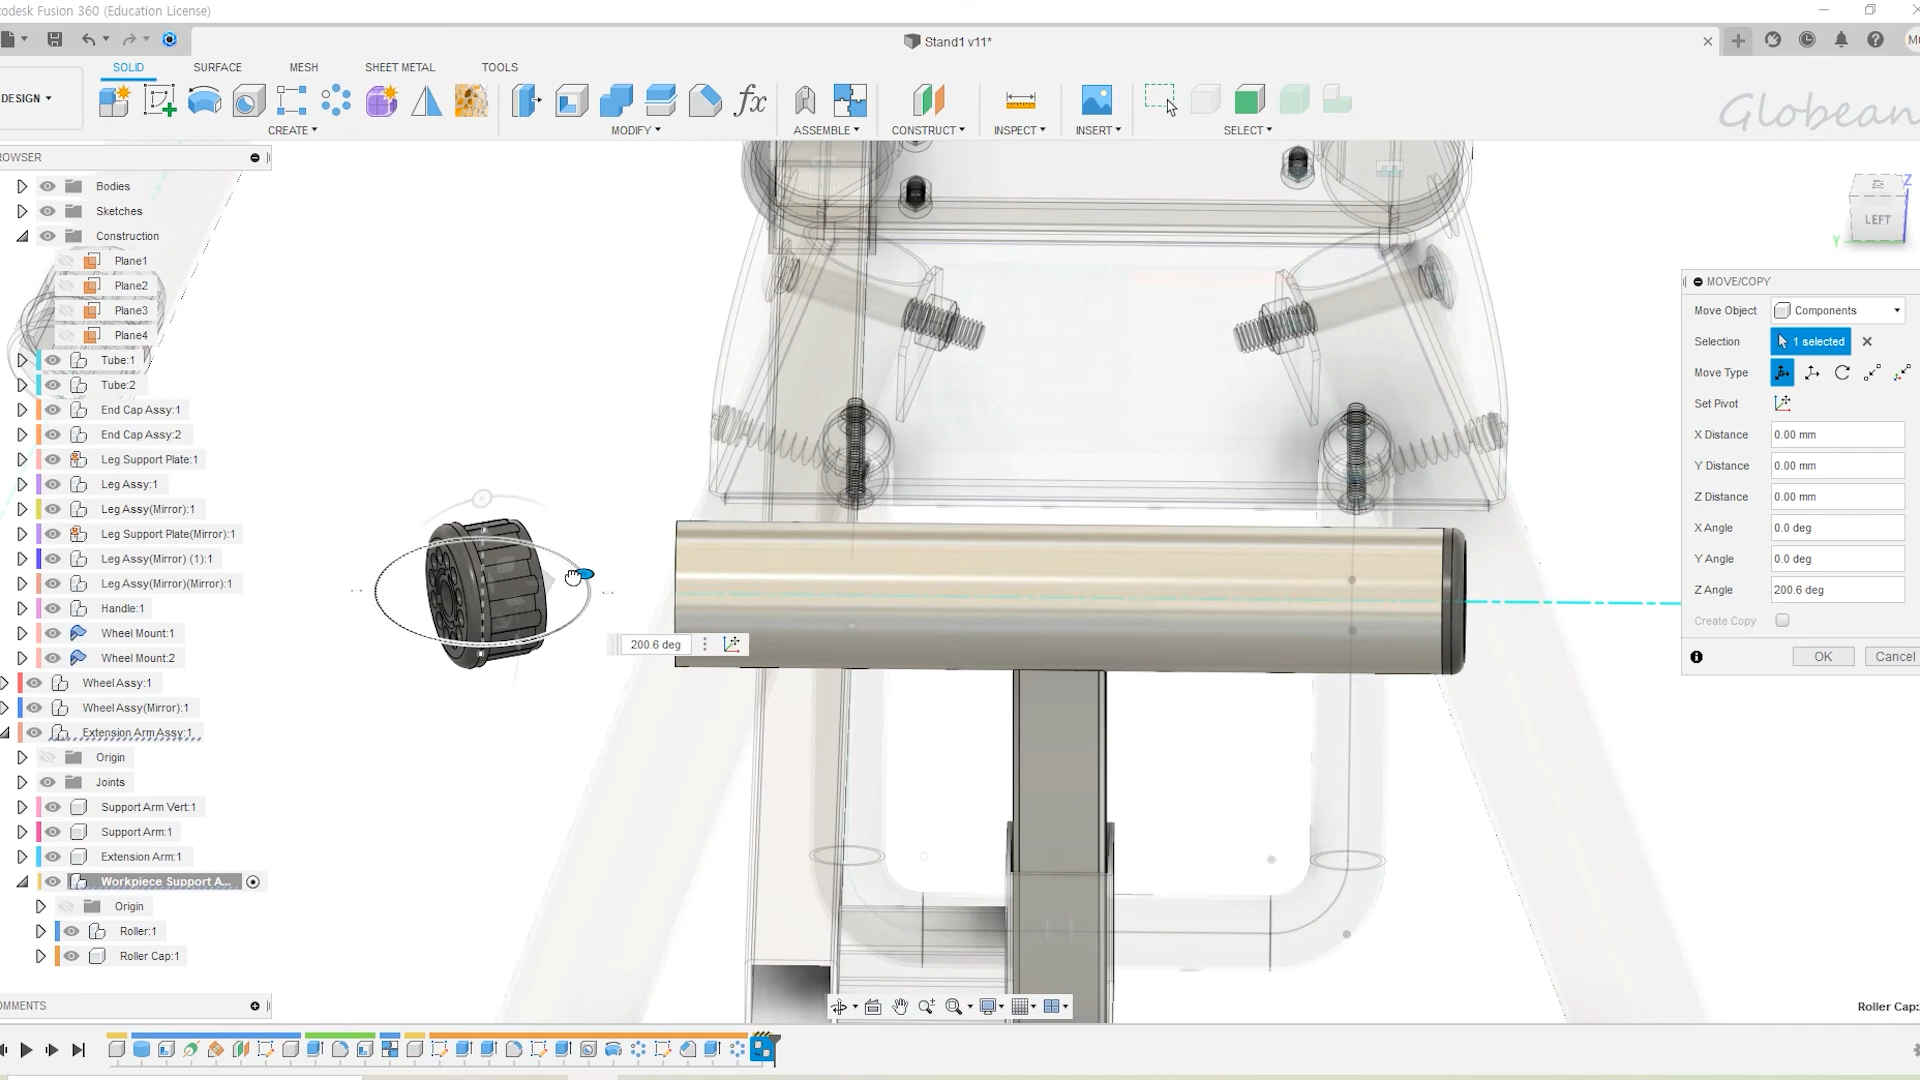 todesk Fusion 360 (Education License)
Stand1 v11*
SOLID SURFACE MESH SHEET METAL TOOLS
DESIGN
CREATE MODIFY ASSEMBLE CONSTRUCT INSPECT INSERT SELECT
Globean
ROWSER
Bodies
Sketches
Construction
Plane1
Plane2
Plane3
Plane4
Tube:1
Tube:2
End Cap Assy:1
End Cap Assy:2
Leg Support Plate:1
Leg Assy:1
Leg Assy(Mirror):1
Leg Support Plate(Mirror):1
Leg Assy(Mirror) (1):1
Leg Assy(Mirror)(Mirror):1
Handle:1
Wheel Mount:1
Wheel Mount:2
Wheel Assy:1
Wheel Assy(Mirror):1
Extension Arm Assy:1
Origin
Joints
Support Arm Vert:1
Support Arm:1
Extension Arm:1
Workpiece Support A...
Origin
Roller:1
Roller Cap:1
OMMENTS
200.6 deg
Z
LEFT
Y
MOVE/COPY
Move Object Components
Selection 1 selected
Move Type
Set Pivot
X Distance 0.00 mm
Y Distance 0.00 mm
Z Distance 0.00 mm
X Angle 0.0 deg
Y Angle 0.0 deg
Z Angle 200.6 deg
Create Copy
OK Cancel
Roller Cap: